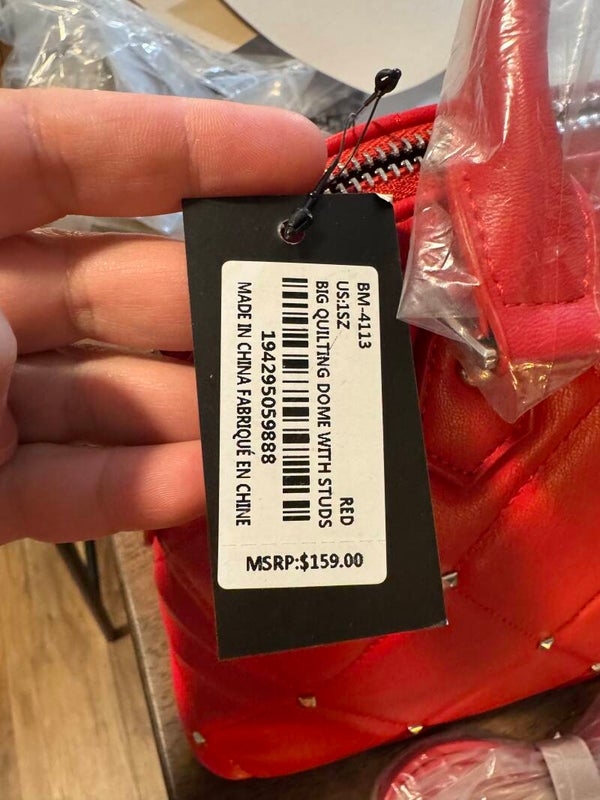 BM-4113
US:1SZ RED
BIG QUILTING DOME WITH STUDS
194295059888
MADE IN CHINA FABRIQUÉ EN CHINE
MSRP:$159.00